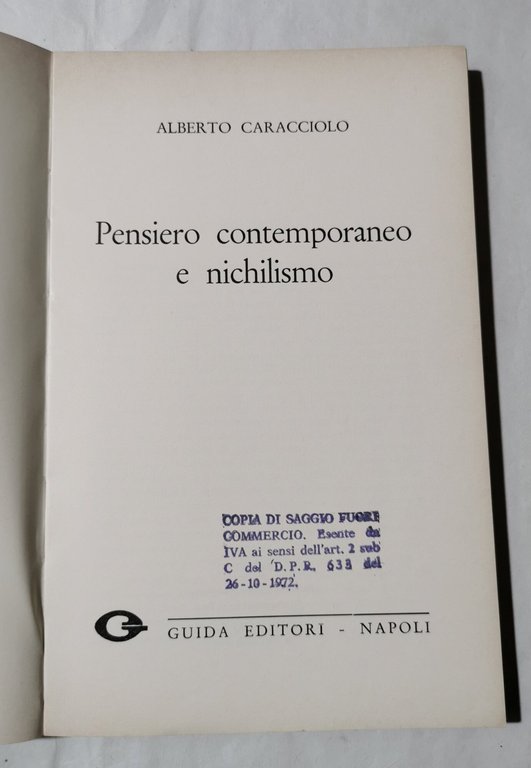 ALBERTO CARACCIOLO
Pensiero contemporaneo
e nichilismo
COPIA DI SAGGIO FUORI
COMMERCIO. Esente da
IVA ai sensi dell'art. 2 sub
C del D.P.R. 633 del
26-10-1972.
GUIDA EDITORI - NAPOLI